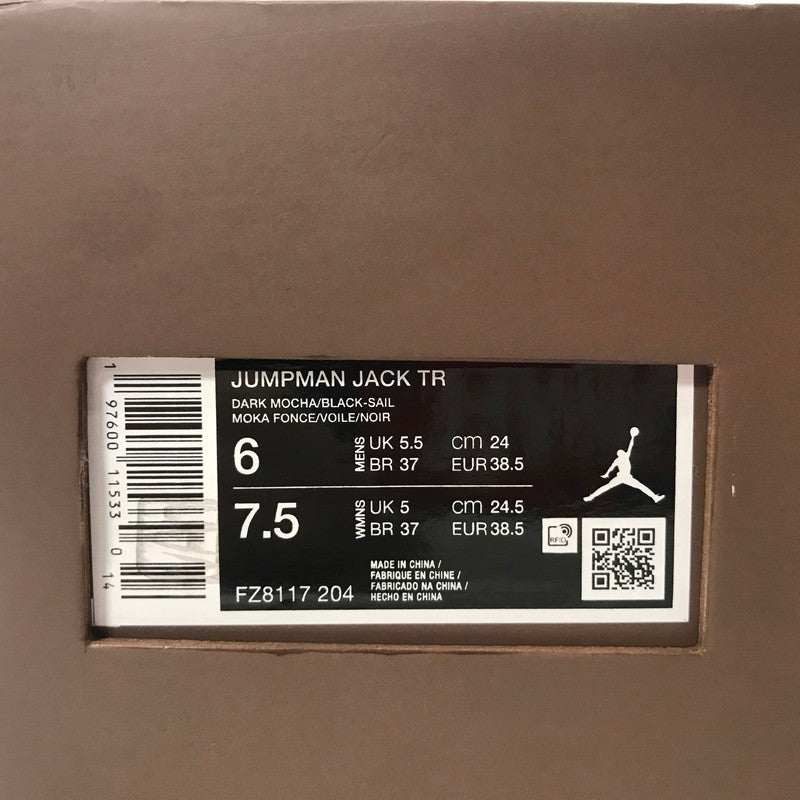 JUMPMAN JACK TR
DARK MOCHA/BLACK-SAIL
MOKA FONCE/VOILE/NOIR
6 MENS UK 5.5 cm 24
BR 37 EUR 38.5
7.5 WMNS UK 5 cm 24.5
BR 37 EUR 38.5
RFID
FZ8117 204
MADE IN CHINA /
FABRIQUE EN CHINE /
FABRICADO NA CHINA /
HECHO EN CHINA
1 97600 11533 0 14